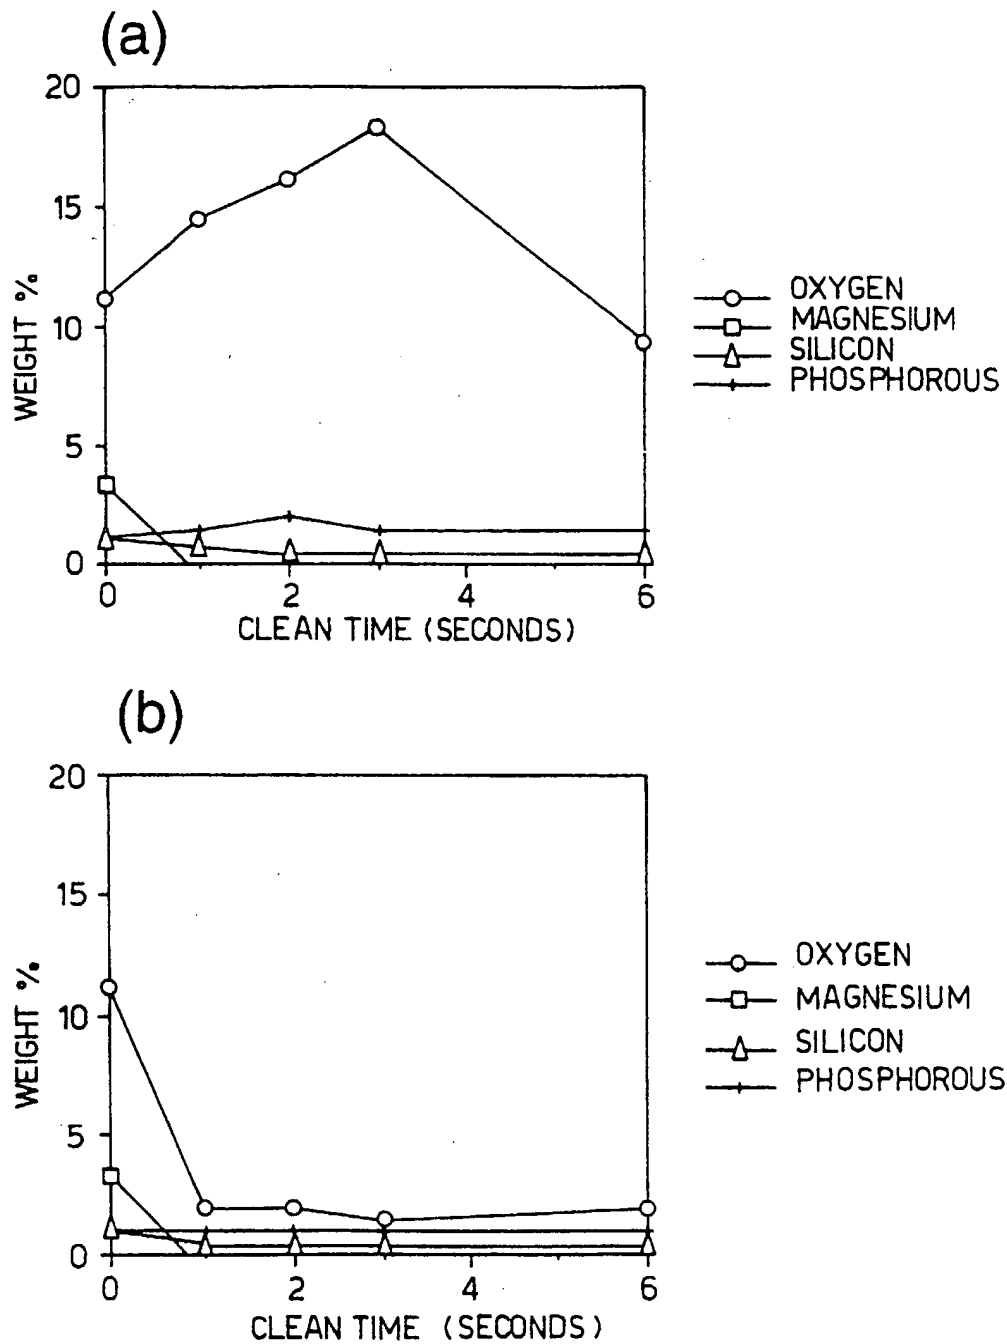 (a)
20
15
10
5
0
WEIGHT %
0 2 4 6
CLEAN TIME (SECONDS)
OXYGEN
MAGNESIUM
SILICON
PHOSPHOROUS
(b)
20
15
10
5
0
WEIGHT %
0 2 4 6
CLEAN TIME (SECONDS)
OXYGEN
MAGNESIUM
SILICON
PHOSPHOROUS